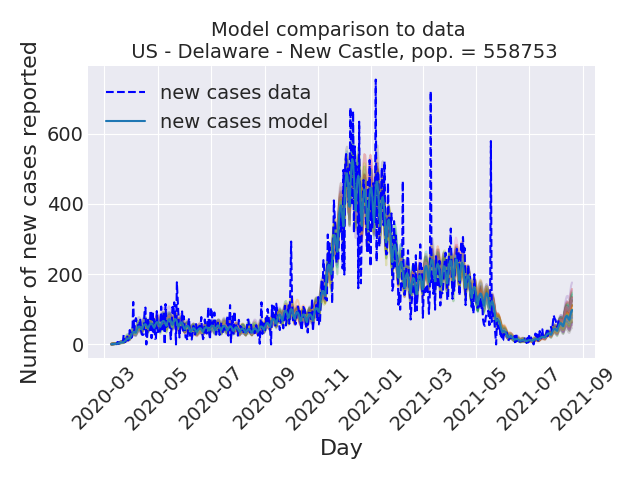 Model comparison to data
US - Delaware - New Castle, pop. = 558753
Number of new cases reported
new cases data
new cases model
600
400
200
0
2020-03
2020-05
2020-07
2020-09
2020-11
2021-01
2021-03
2021-05
2021-07
2021-09
Day